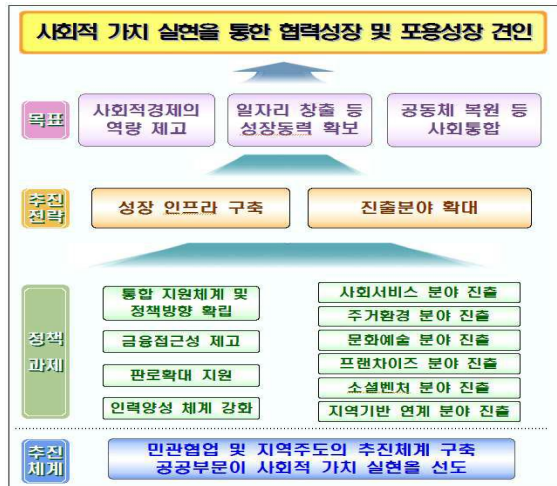 사회적 가치 실현을 통한 협력성장 및 포용성장 견인
목표
사회적경제의
역량 제고
일자리 창출 등
성장동력 확보
공동체 복원 등
사회통합
추진
전략
성장 인프라 구축
진출분야 확대
정책
과제
통합 지원체계 및
정책방향 확립
금융접근성 제고
판로확대 지원
인력양성 체계 강화
사회서비스 분야 진출
주거환경 분야 진출
문화예술 분야 진출
프랜차이즈 분야 진출
소셜벤처 분야 진출
지역기반 연계 분야 진출
추진
체계
민관협업 및 지역주도의 추진체계 구축
공공부문이 사회적 가치 실현을 선도